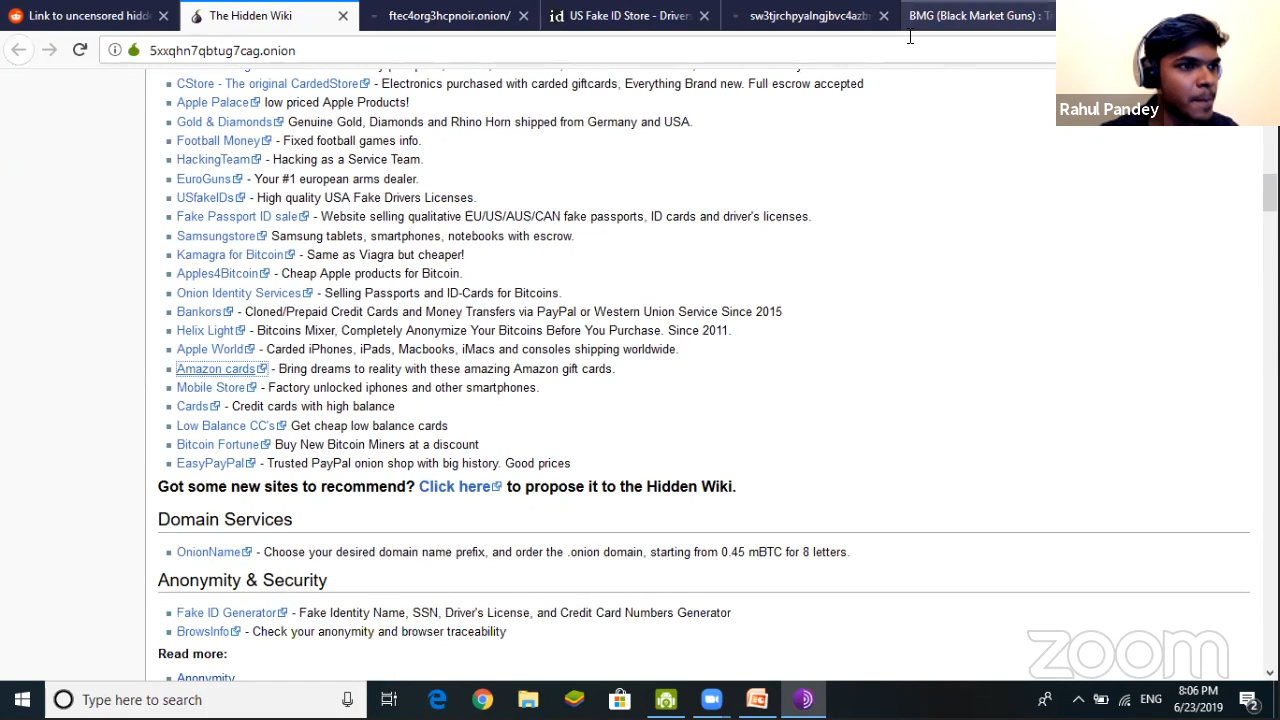 Link to uncensored hidden
The Hidden Wiki
ftec4org3hcpnoir.onion/
id US Fake ID Store - Drivers
sw3tjrchpyalngjbvc4azb
BMG (Black Market Guns) : T
5xxqhn7qbtug7cag.onion
Rahul Pandey
CStore - The original CardedStore - Electronics purchased with carded giftcards, Everything Brand new. Full escrow accepted
Apple Palace low priced Apple Products!
Gold & Diamonds Genuine Gold, Diamonds and Rhino Horn shipped from Germany and USA.
Football Money - Fixed football games info.
HackingTeam - Hacking as a Service Team.
EuroGuns - Your #1 european arms dealer.
USfakeIDs - High quality USA Fake Drivers Licenses.
Fake Passport ID sale - Website selling qualitative EU/US/AUS/CAN fake passports, ID cards and driver's licenses.
Samsungstore Samsung tablets, smartphones, notebooks with escrow.
Kamagra for Bitcoin - Same as Viagra but cheaper!
Apples4Bitcoin - Cheap Apple products for Bitcoin.
Onion Identity Services - Selling Passports and ID-Cards for Bitcoins.
Bankors - Cloned/Prepaid Credit Cards and Money Transfers via PayPal or Western Union Service Since 2015
Helix Light - Bitcoins Mixer, Completely Anonymize Your Bitcoins Before You Purchase. Since 2011.
Apple World - Carded iPhones, iPads, Macbooks, iMacs and consoles shipping worldwide.
Amazon cards - Bring dreams to reality with these amazing Amazon gift cards.
Mobile Store - Factory unlocked iphones and other smartphones.
Cards - Credit cards with high balance
Low Balance CC's Get cheap low balance cards
Bitcoin Fortune Buy New Bitcoin Miners at a discount
EasyPayPal - Trusted PayPal onion shop with big history. Good prices
Got some new sites to recommend? Click here to propose it to the Hidden Wiki.
Domain Services
OnionName - Choose your desired domain name prefix, and order the .onion domain, starting from 0.45 mBTC for 8 letters.
Anonymity & Security
Fake ID Generator - Fake Identity Name, SSN, Driver's License, and Credit Card Numbers Generator
BrowsInfo - Check your anonymity and browser traceability
Read more:
Anonymity
zoom
Type here to search
ENG
8:06 PM
6/23/2019
2